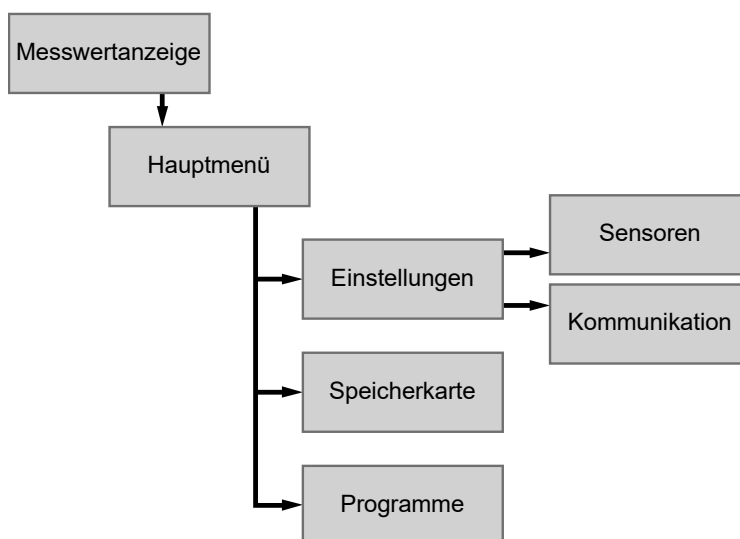 Messwertanzeige
Hauptmenü
Einstellungen
Sensoren
Kommunikation
Speicherkarte
Programme